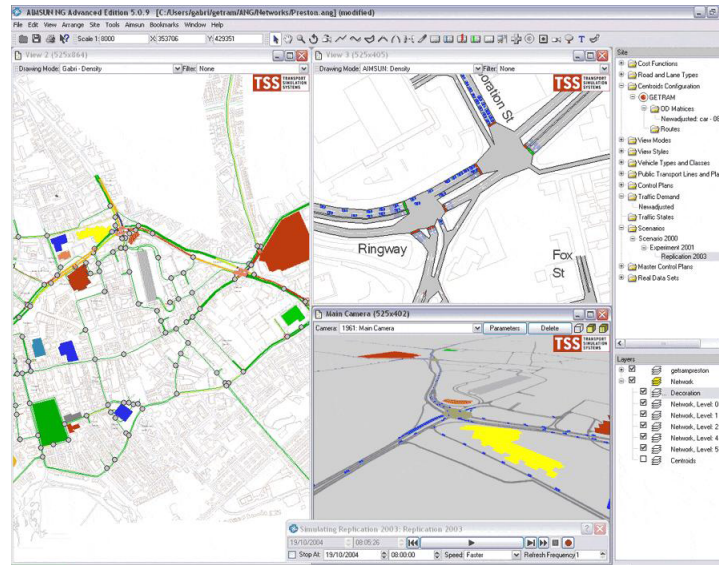 AIMSUN NG Advanced Edition 5.0.9 [C:/Users/gabri/getram/ANG/Networks/Preston.ang] (modified)
File Edit View Arrange Site Tools Aimsun Bookmarks Window Help
Scale 1: 8000 X: 353706 Y: 429351
View 2 (525x864)
Drawing Mode: Gabri - Density Filter: None
TSS TRANSPORT SIMULATION SYSTEMS
View 3 (525x405)
Drawing Mode: AIMSUN: Density Filter: None
TSS TRANSPORT SIMULATION SYSTEMS
oration St
Ringway
Fox
St
Main Camera (525x402)
Camera: 1961: Main Camera Parameters Delete
TSS TRANSPORT SIMULATION SYSTEMS
Simulating Replication 2003: Replication 2003
19/10/2004 08:05:26
Stop At: 19/10/2004 08:00:00 Speed: Faster Refresh Frequency 1
Site
Cost Functions
Road and Lane Types
Centroids Configuration
GETRAM
OD Matrices
Newadjusted: car - 08
Routes
View Modes
View Styles
Vehicle Types and Classes
Public Transport Lines and Pla
Control Plans
Traffic Demand
Newadjusted
Traffic States
Scenarios
Scenario 2000
Experiment 2001
Replication 2003
Master Control Plans
Real Data Sets
Layers
getrampreston
Network
Decoration
Network, Level: 0
Network, Level: 1
Network, Level: 2
Network, Level: 4
Network, Level: 8
Centroids